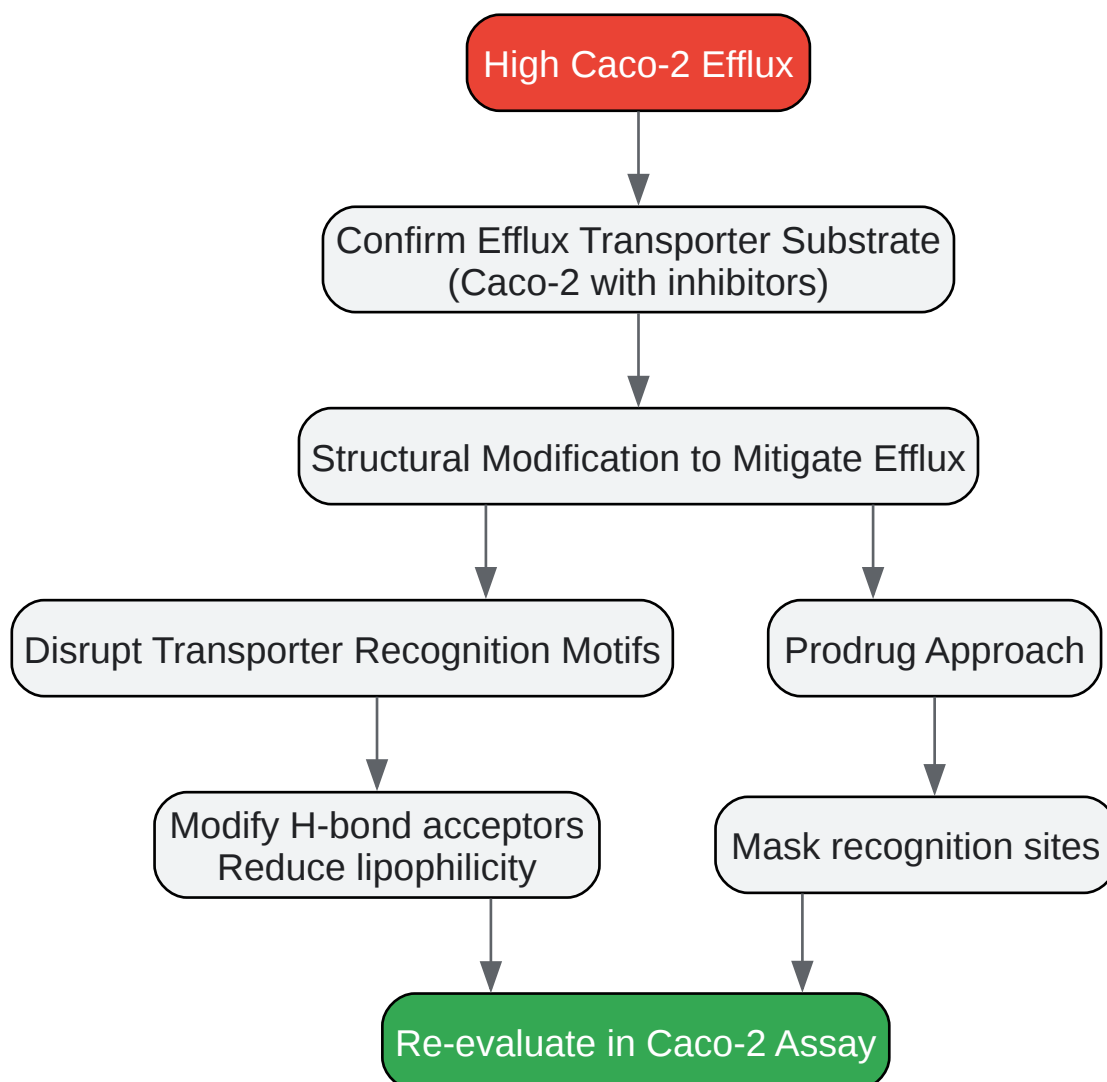 High Caco-2 Efflux
Confirm Efflux Transporter Substrate
(Caco-2 with inhibitors)
Structural Modification to Mitigate Efflux
Disrupt Transporter Recognition Motifs
Prodrug Approach
Modify H-bond acceptors
Reduce lipophilicity
Mask recognition sites
Re-evaluate in Caco-2 Assay